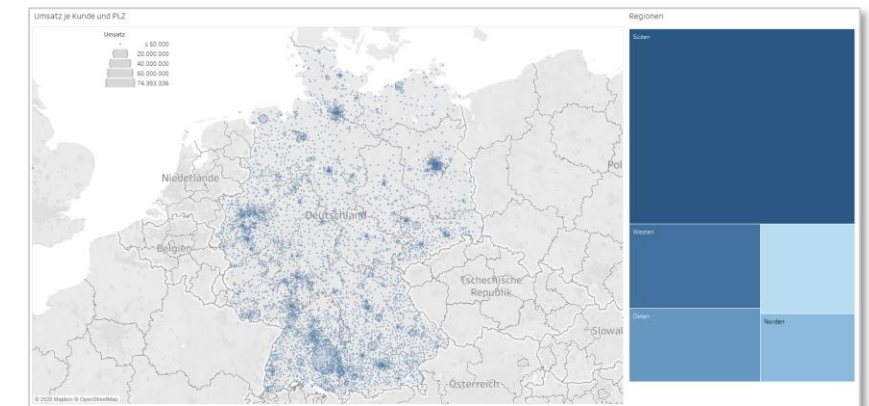 Umsatz je Kunde und PLZ
Regionen
Umsatz
≤ 50.000
20.000.000
40.000.000
60.000.000
74.393.336
Niederlande
Belgien
Deutschland
Pol
Tschechische
Republik
Slowak
Österreich
© 2020 Mapbox © OpenStreetMap
Süden
Westen
Osten
Norden